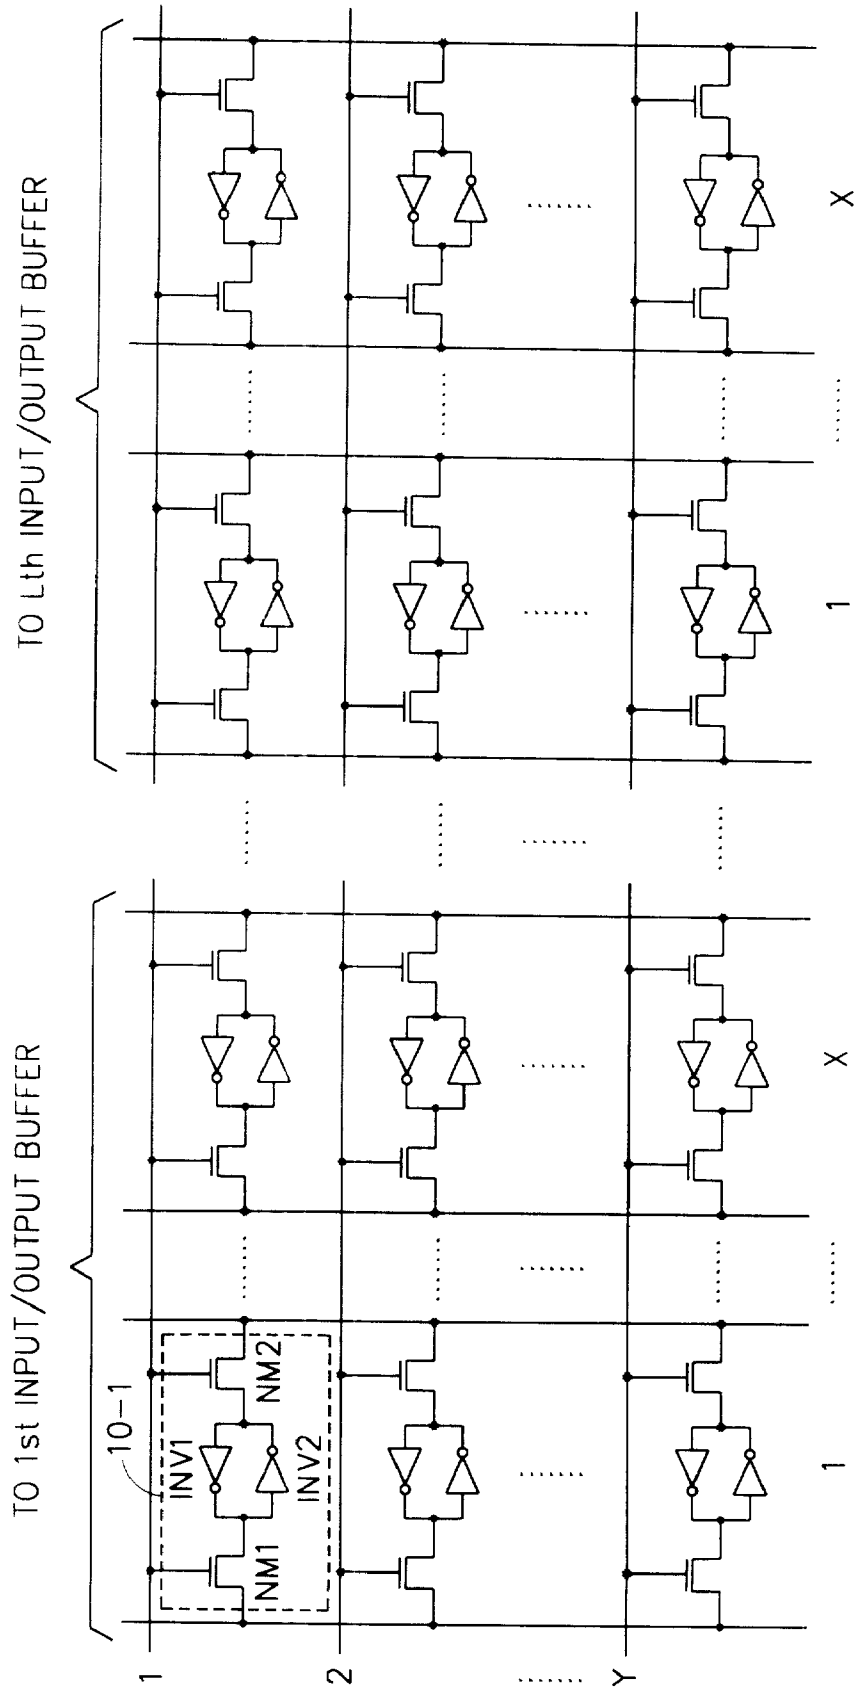 TO 1st INPUT/OUTPUT BUFFER
TO Lth INPUT/OUTPUT BUFFER
10-1
1
INV1
NM1
NM2
INV2
2
........
Y
1
........
X
1
........
X